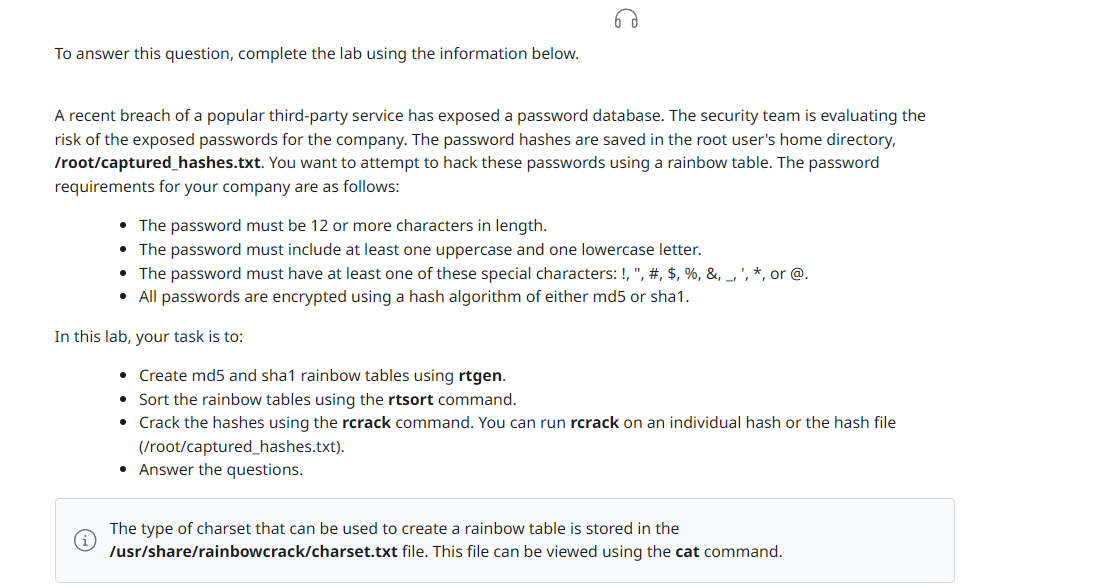 To answer this question, complete the lab using the information below.
A recent breach of a popular third-party service has exposed a password database. The security team is evaluating the
risk of the exposed passwords for the company. The password hashes are saved in the root user's home directory,
/root/captured_hashes.txt. You want to attempt to hack these passwords using a rainbow table. The password
requirements for your company are as follows:
• The password must be 12 or more characters in length.
• The password must include at least one uppercase and one lowercase letter.
• The password must have at least one of these special characters: !, ", #, $, %, &, _, ', *, or @.
• All passwords are encrypted using a hash algorithm of either md5 or sha1.
In this lab, your task is to:
• Create md5 and sha1 rainbow tables using rtgen.
• Sort the rainbow tables using the rtsort command.
• Crack the hashes using the rcrack command. You can run rcrack on an individual hash or the hash file
(/root/captured_hashes.txt).
• Answer the questions.
The type of charset that can be used to create a rainbow table is stored in the
/usr/share/rainbowcrack/charset.txt file. This file can be viewed using the cat command.